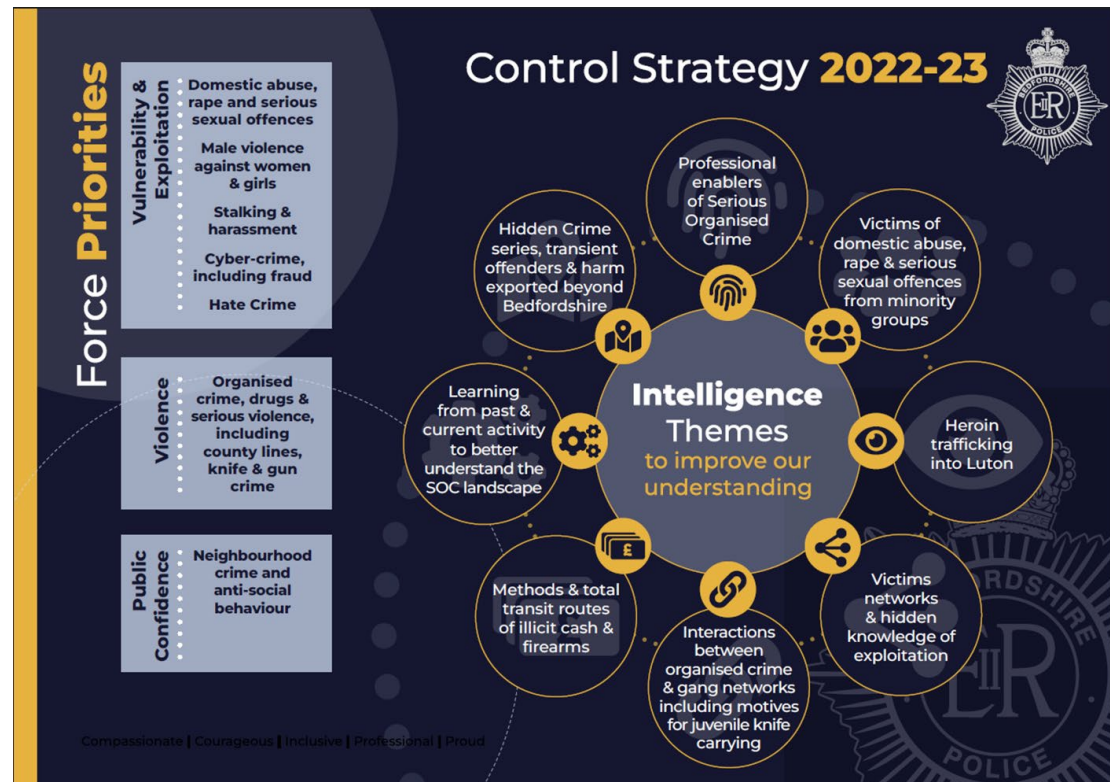 Force Priorities
Control Strategy 2022-23
BEDFORDSHIRE
EIIR
POLICE
Vulnerability &
Exploitation
Domestic abuse,
rape and serious
sexual offences
Male violence
against women
& girls
Stalking &
harassment
Cyber-crime,
including fraud
Hate Crime
Violence
Organised
crime, drugs &
serious violence,
including
county lines,
knife & gun
crime
Public
Confidence
Neighbourhood
crime and
anti-social
behaviour
Intelligence
Themes
to improve our
understanding
Professional
enablers
of Serious
Organised
Crime
Victims of
domestic abuse,
rape & serious
sexual offences
from minority
groups
Heroin
trafficking
into Luton
Victims
networks
& hidden
knowledge of
exploitation
Interactions
between
organised crime
& gang networks
including motives
for juvenile knife
carrying
£
Methods & total
transit routes
of illicit cash &
firearms
Learning
from past &
current activity
to better
understand the
SOC landscape
Hidden Crime
series, transient
offenders & harm
exported beyond
Bedfordshire
Compassionate | Courageous | Inclusive | Professional | Proud
RDSHIRE
EIIR
POLICE